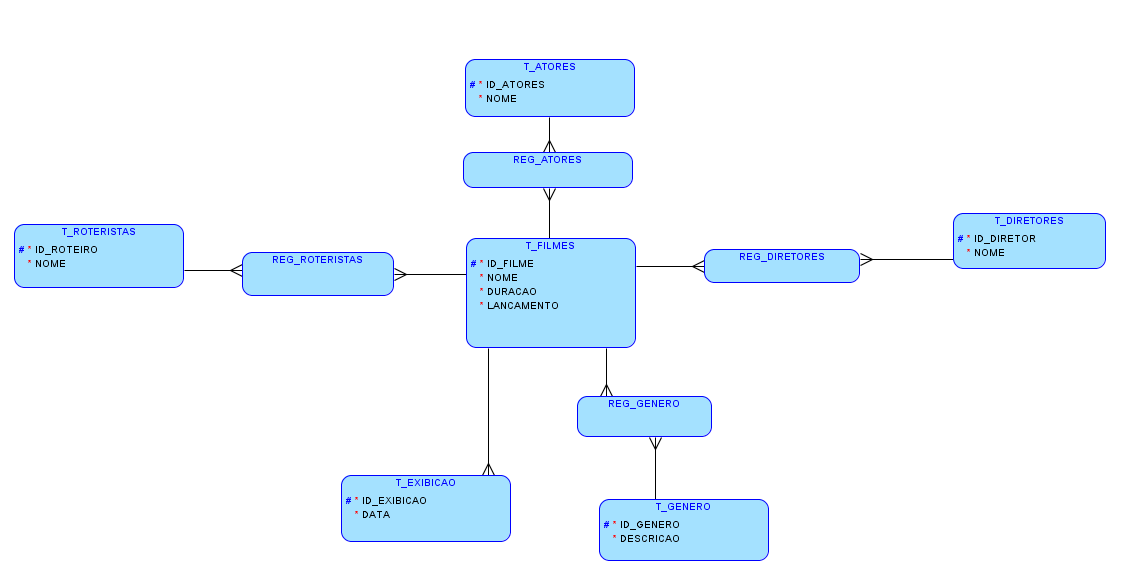 T_ATORES
# * ID_ATORES
* NOME
REG_ATORES
T_ROTERISTAS
# * ID_ROTEIRO
* NOME
REG_ROTERISTAS
T_FILMES
# * ID_FILME
* NOME
* DURACAO
* LANCAMENTO
REG_DIRETORES
T_DIRETORES
# * ID_DIRETOR
* NOME
REG_GENERO
T_EXIBICAO
# * ID_EXIBICAO
* DATA
T_GENERO
# * ID_GENERO
* DESCRICAO